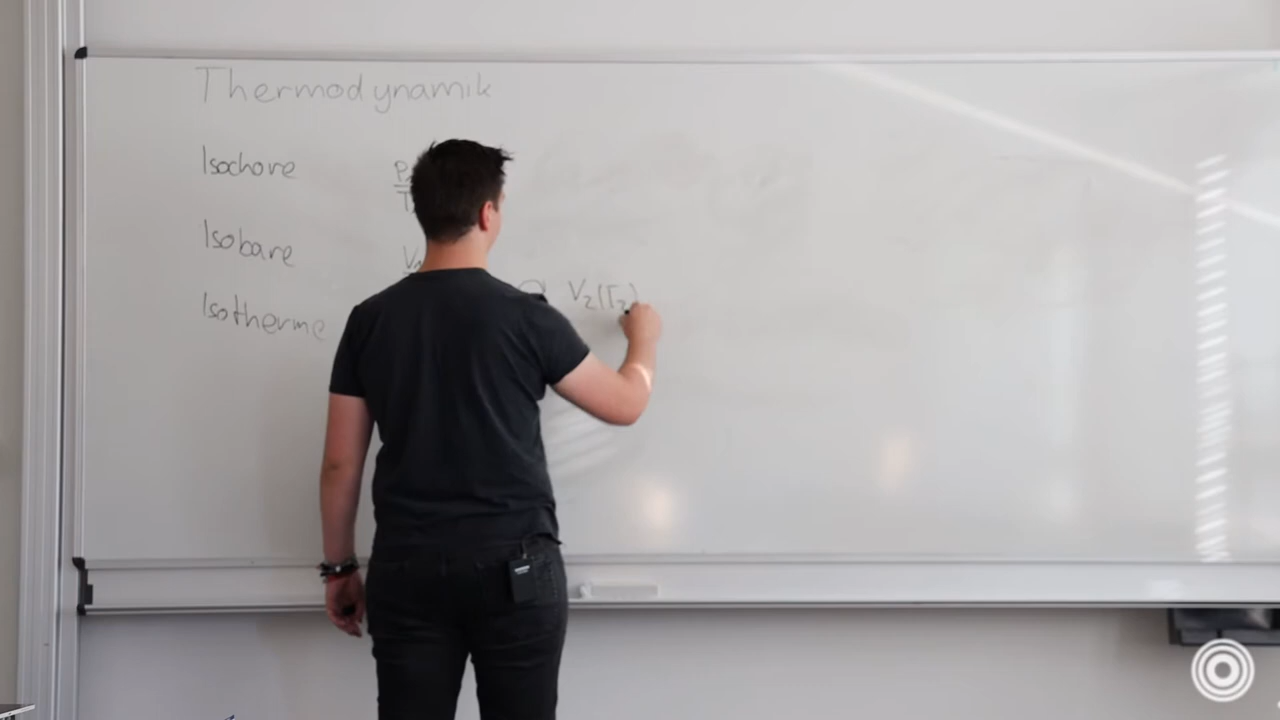 Thermodynamik
Isochore P
T
Isobare V
V₂(T₂)
Isotherme